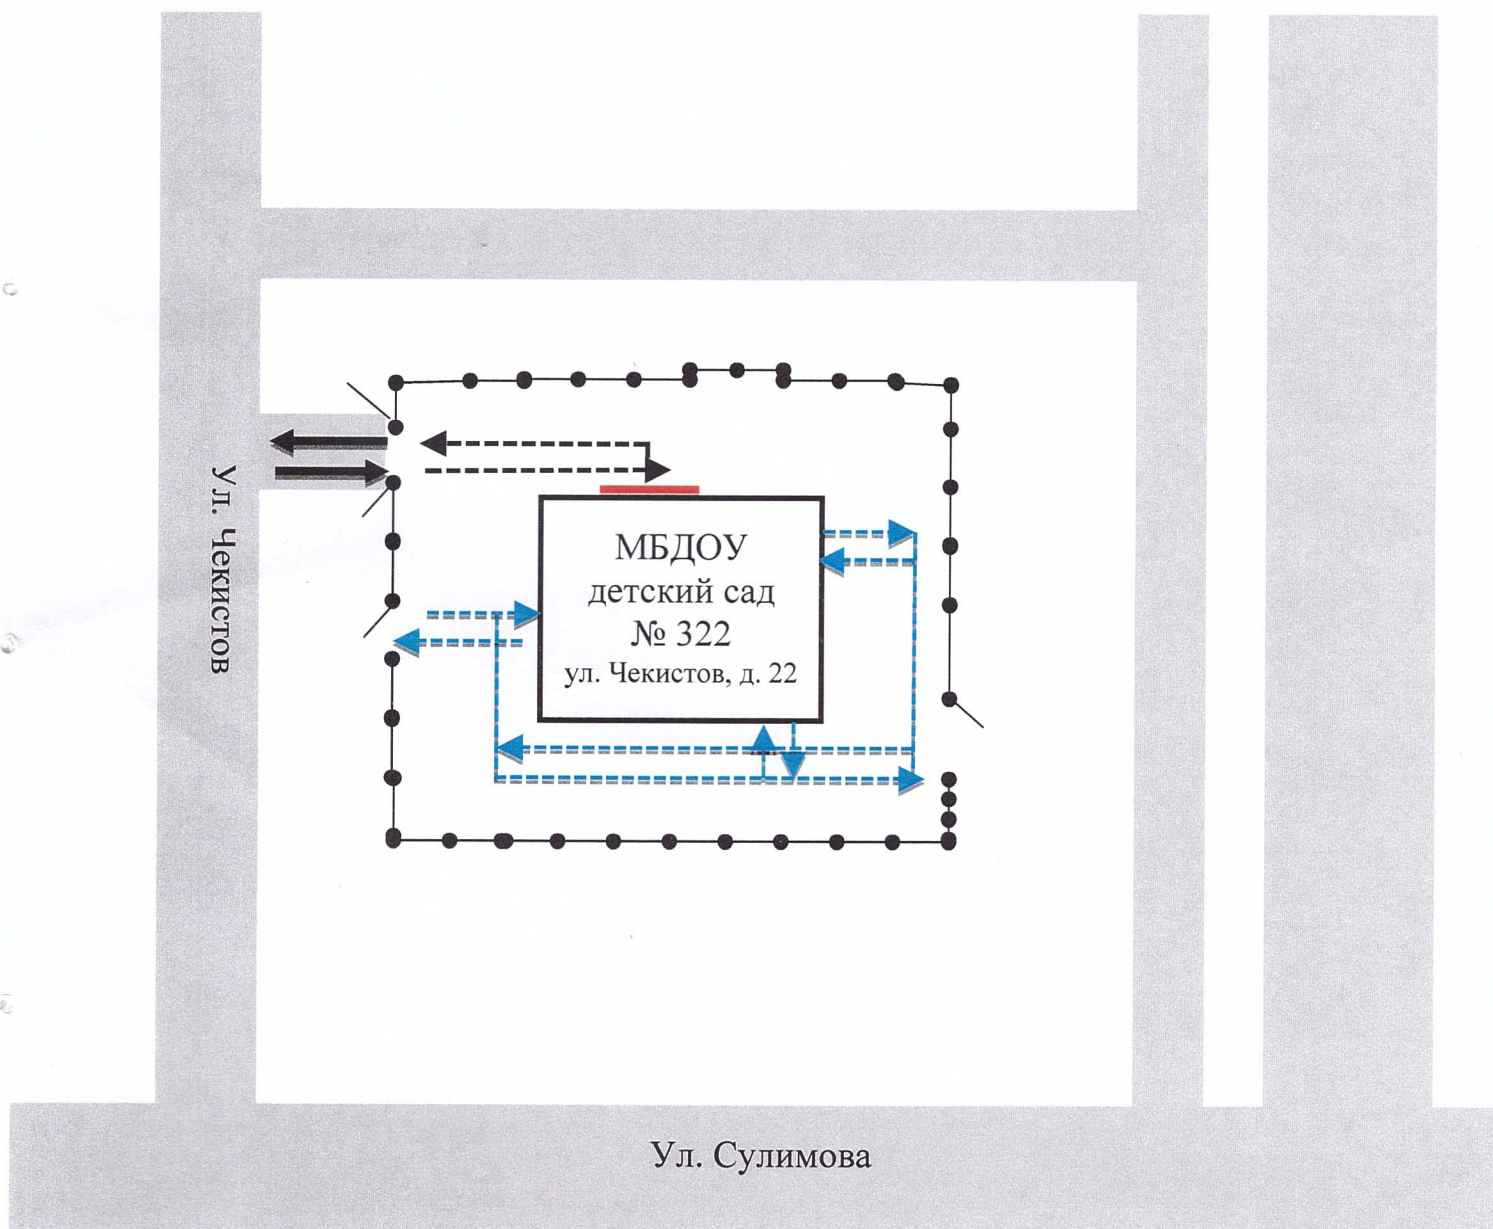 Ул. Чекистов
МБДОУ
детский сад
№ 322
ул. Чекистов, д. 22
Ул. Сулимова